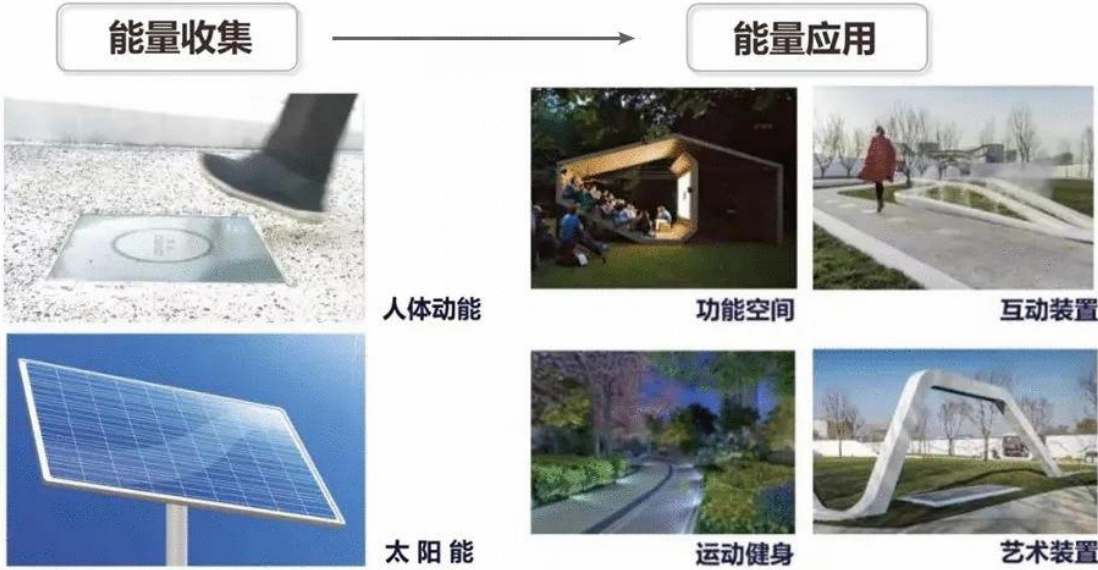 能量收集
能量应用
人体动能
功能空间
互动装置
太阳能
运动健身
艺术装置